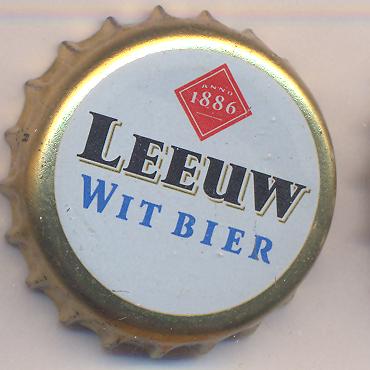 ANNO
1886
LEEUW
WIT BIER